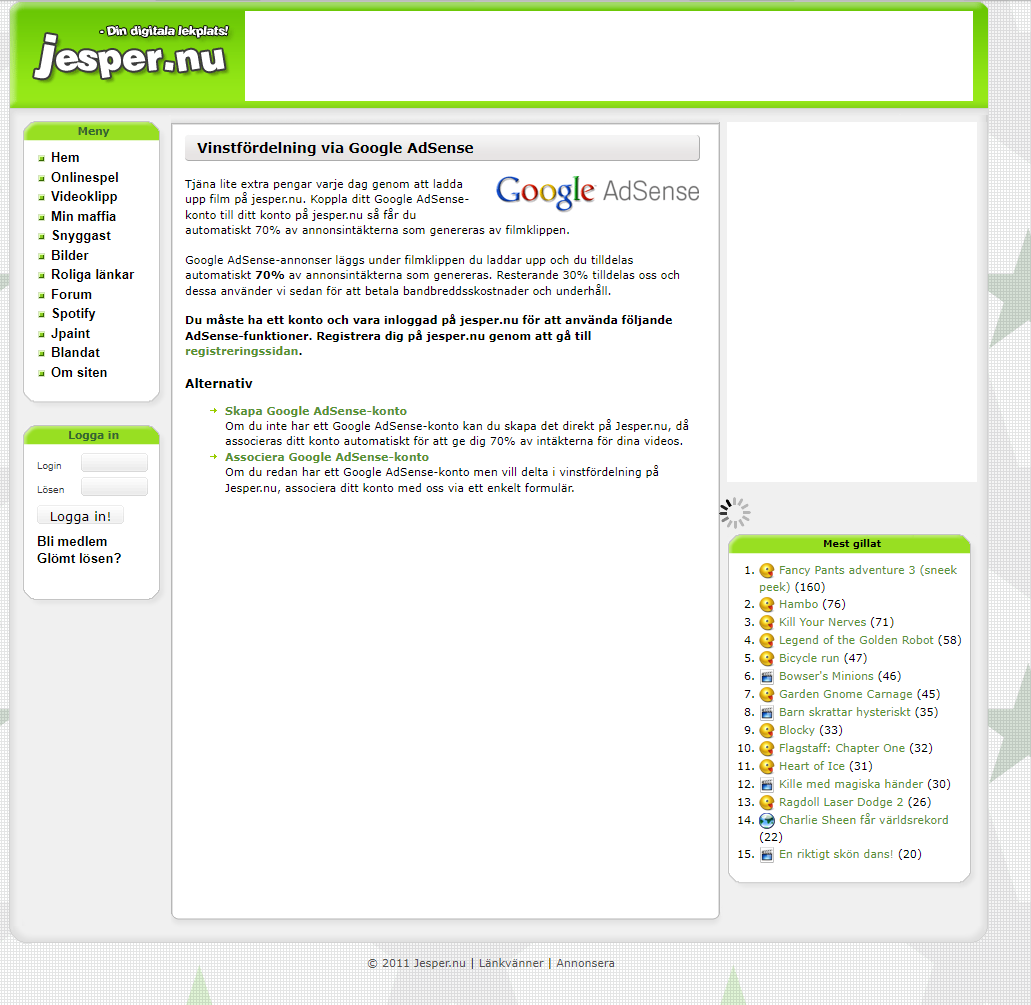 - Din digitala lekplats!
jesper.nu
Meny
Hem
Onlinespel
Videoklipp
Min maffia
Snyggast
Bilder
Roliga länkar
Forum
Spotify
Jpaint
Blandat
Om siten
Logga in
Login
Lösen
Logga in!
Bli medlem
Glömt lösen?
Vinstfördelning via Google AdSense
Google AdSense
Tjäna lite extra pengar varje dag genom att ladda
upp film på jesper.nu. Koppla ditt Google AdSense-
konto till ditt konto på jesper.nu så får du
automatiskt 70% av annonsintäkterna som genereras av filmklippen.
Google AdSense-annonser läggs under filmklippen du laddar upp och du tilldelas
automatiskt 70% av annonsintäkterna som genereras. Resterande 30% tilldelas oss och
dessa använder vi sedan för att betala bandbreddsskostnader och underhåll.
Du måste ha ett konto och vara inloggad på jesper.nu för att använda följande
AdSense-funktioner. Registrera dig på jesper.nu genom att gå till
registreringssidan.
Alternativ
Skapa Google AdSense-konto
Om du inte har ett Google AdSense-konto kan du skapa det direkt på Jesper.nu, då
associeras ditt konto automatiskt för att ge dig 70% av intäkterna för dina videos.
Associera Google AdSense-konto
Om du redan har ett Google AdSense-konto men vill delta i vinstfördelning på
Jesper.nu, associera ditt konto med oss via ett enkelt formulär.
Mest gillat
1. Fancy Pants adventure 3 (sneek
peek) (160)
2. Hambo (76)
3. Kill Your Nerves (71)
4. Legend of the Golden Robot (58)
5. Bicycle run (47)
6. Bowser's Minions (46)
7. Garden Gnome Carnage (45)
8. Barn skrattar hysteriskt (35)
9. Blocky (33)
10. Flagstaff: Chapter One (32)
11. Heart of Ice (31)
12. Kille med magiska händer (30)
13. Ragdoll Laser Dodge 2 (26)
14. Charlie Sheen får världsrekord
(22)
15. En riktigt skön dans! (20)
© 2011 Jesper.nu | Länkvänner | Annonsera